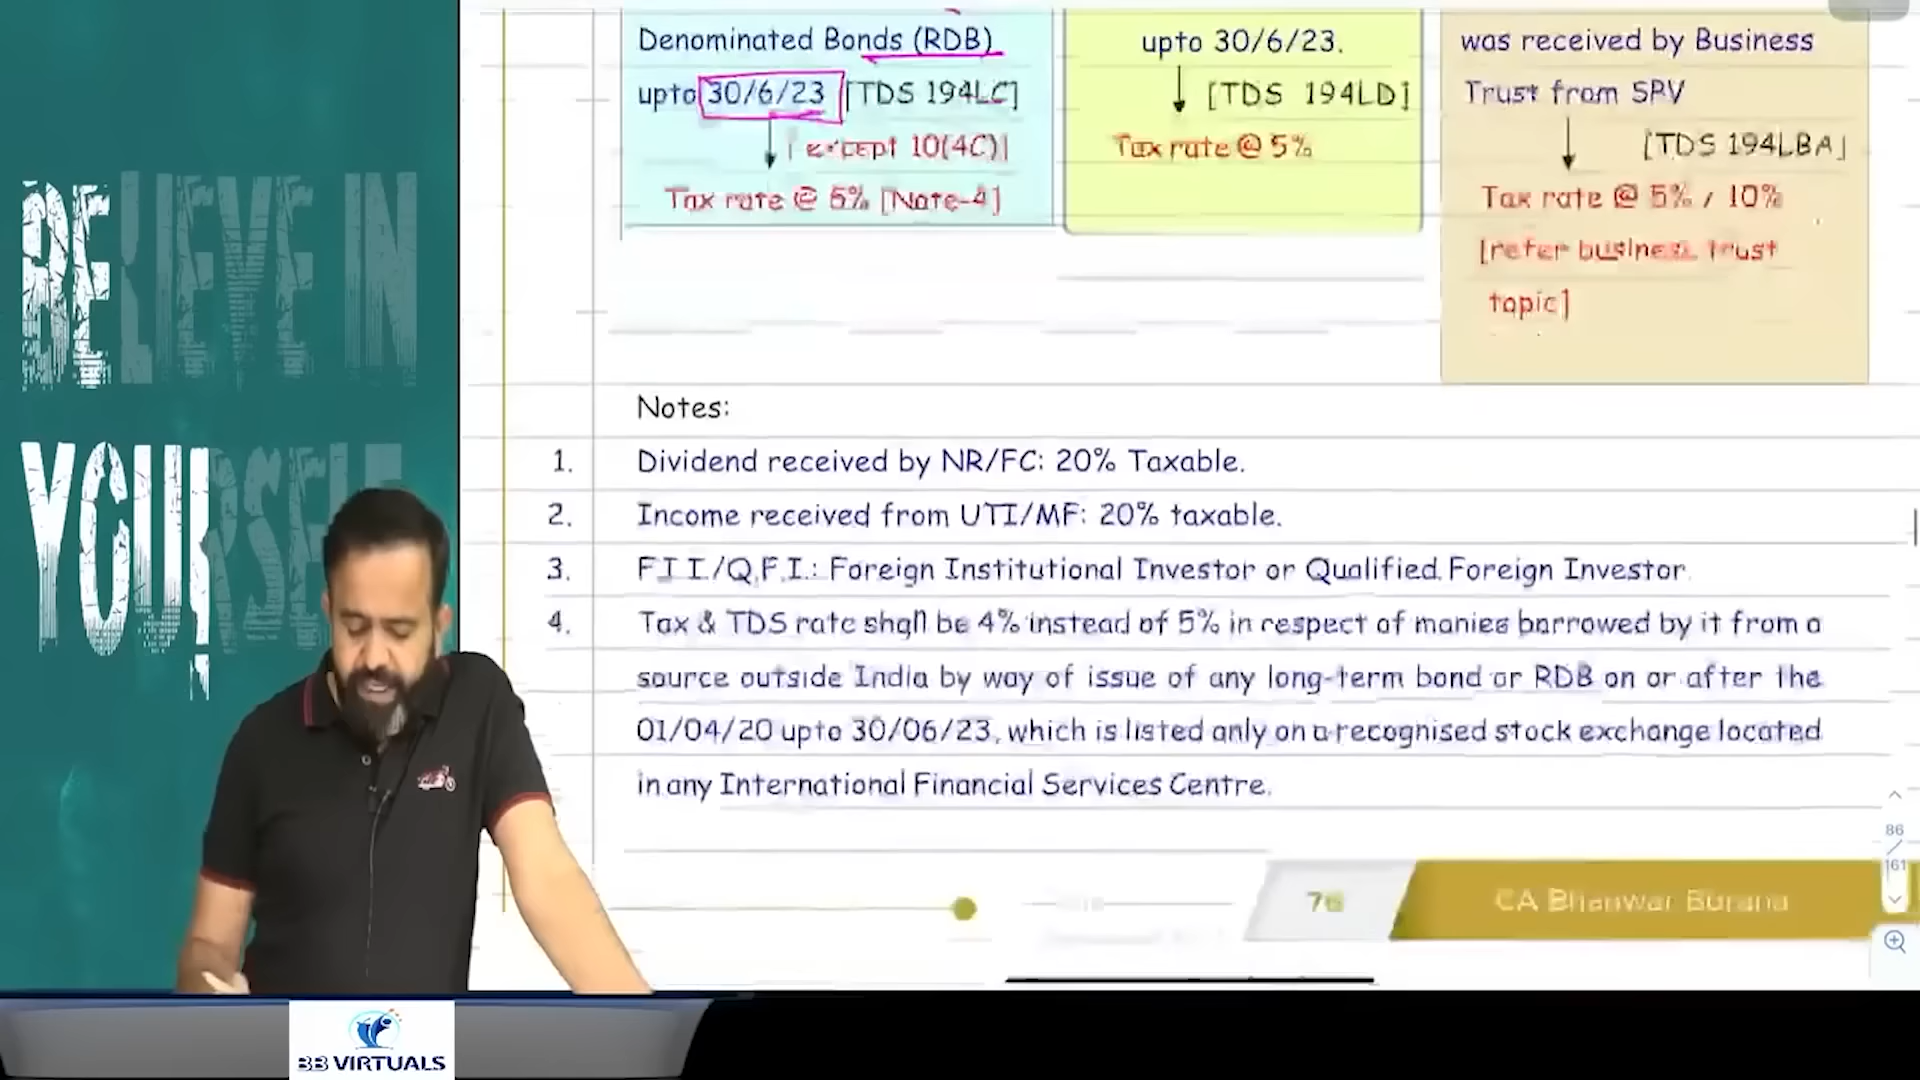 BELIEVE IN
YOURSELF
Denominated Bonds (RDB)
upto 30/6/23 [TDS 194LC]
[except 10(4C)]
Tax rate @ 5% [Note-4]
upto 30/6/23.
[TDS 194LD]
Tax rate @ 5%
was received by Business
Trust from SPV
[TDS 194LBA]
Tax rate @ 5% / 10%
[refer business trust
topic]
Notes:
1. Dividend received by NR/FC: 20% Taxable.
2. Income received from UTI/MF: 20% taxable.
3. F.I.I./Q.F.I.: Foreign Institutional Investor or Qualified Foreign Investor.
4. Tax & TDS rate shall be 4% instead of 5% in respect of monies borrowed by it from a
source outside India by way of issue of any long-term bond or RDB on or after the
01/04/20 upto 30/06/23, which is listed only on a recognised stock exchange located
in any International Financial Services Centre.
76
CA Bhanwar Borana
86
/
161
BB VIRTUALS